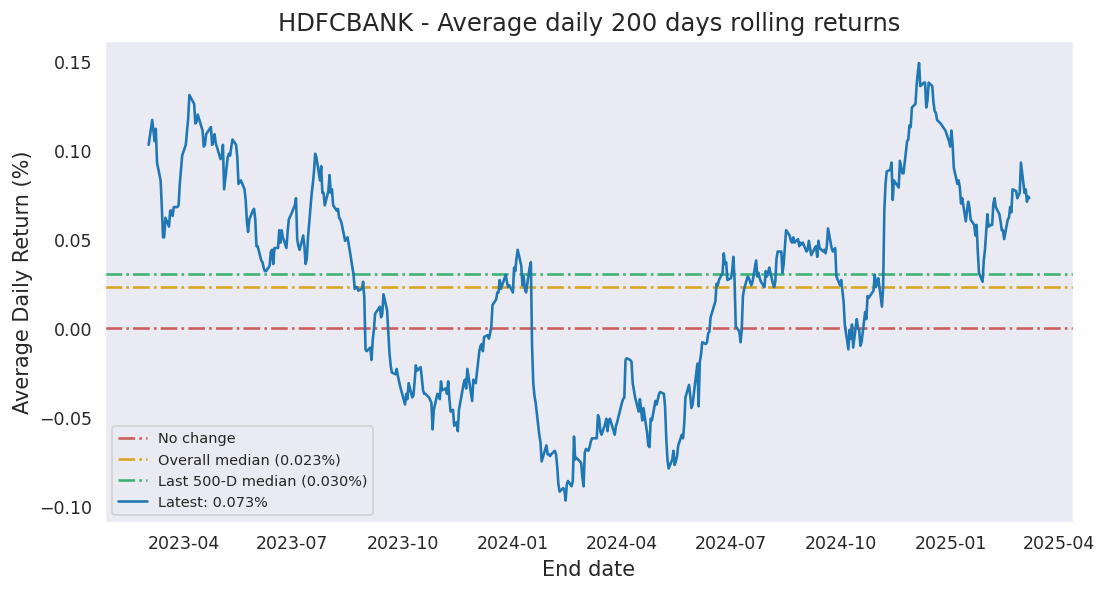 HDFCBANK - Average daily 200 days rolling returns
Average Daily Return (%)
0.15
0.10
0.05
0.00
−0.05
−0.10
No change
Overall median (0.023%)
Last 500-D median (0.030%)
Latest: 0.073%
2023-04
2023-07
2023-10
2024-01
2024-04
2024-07
2024-10
2025-01
2025-04
End date